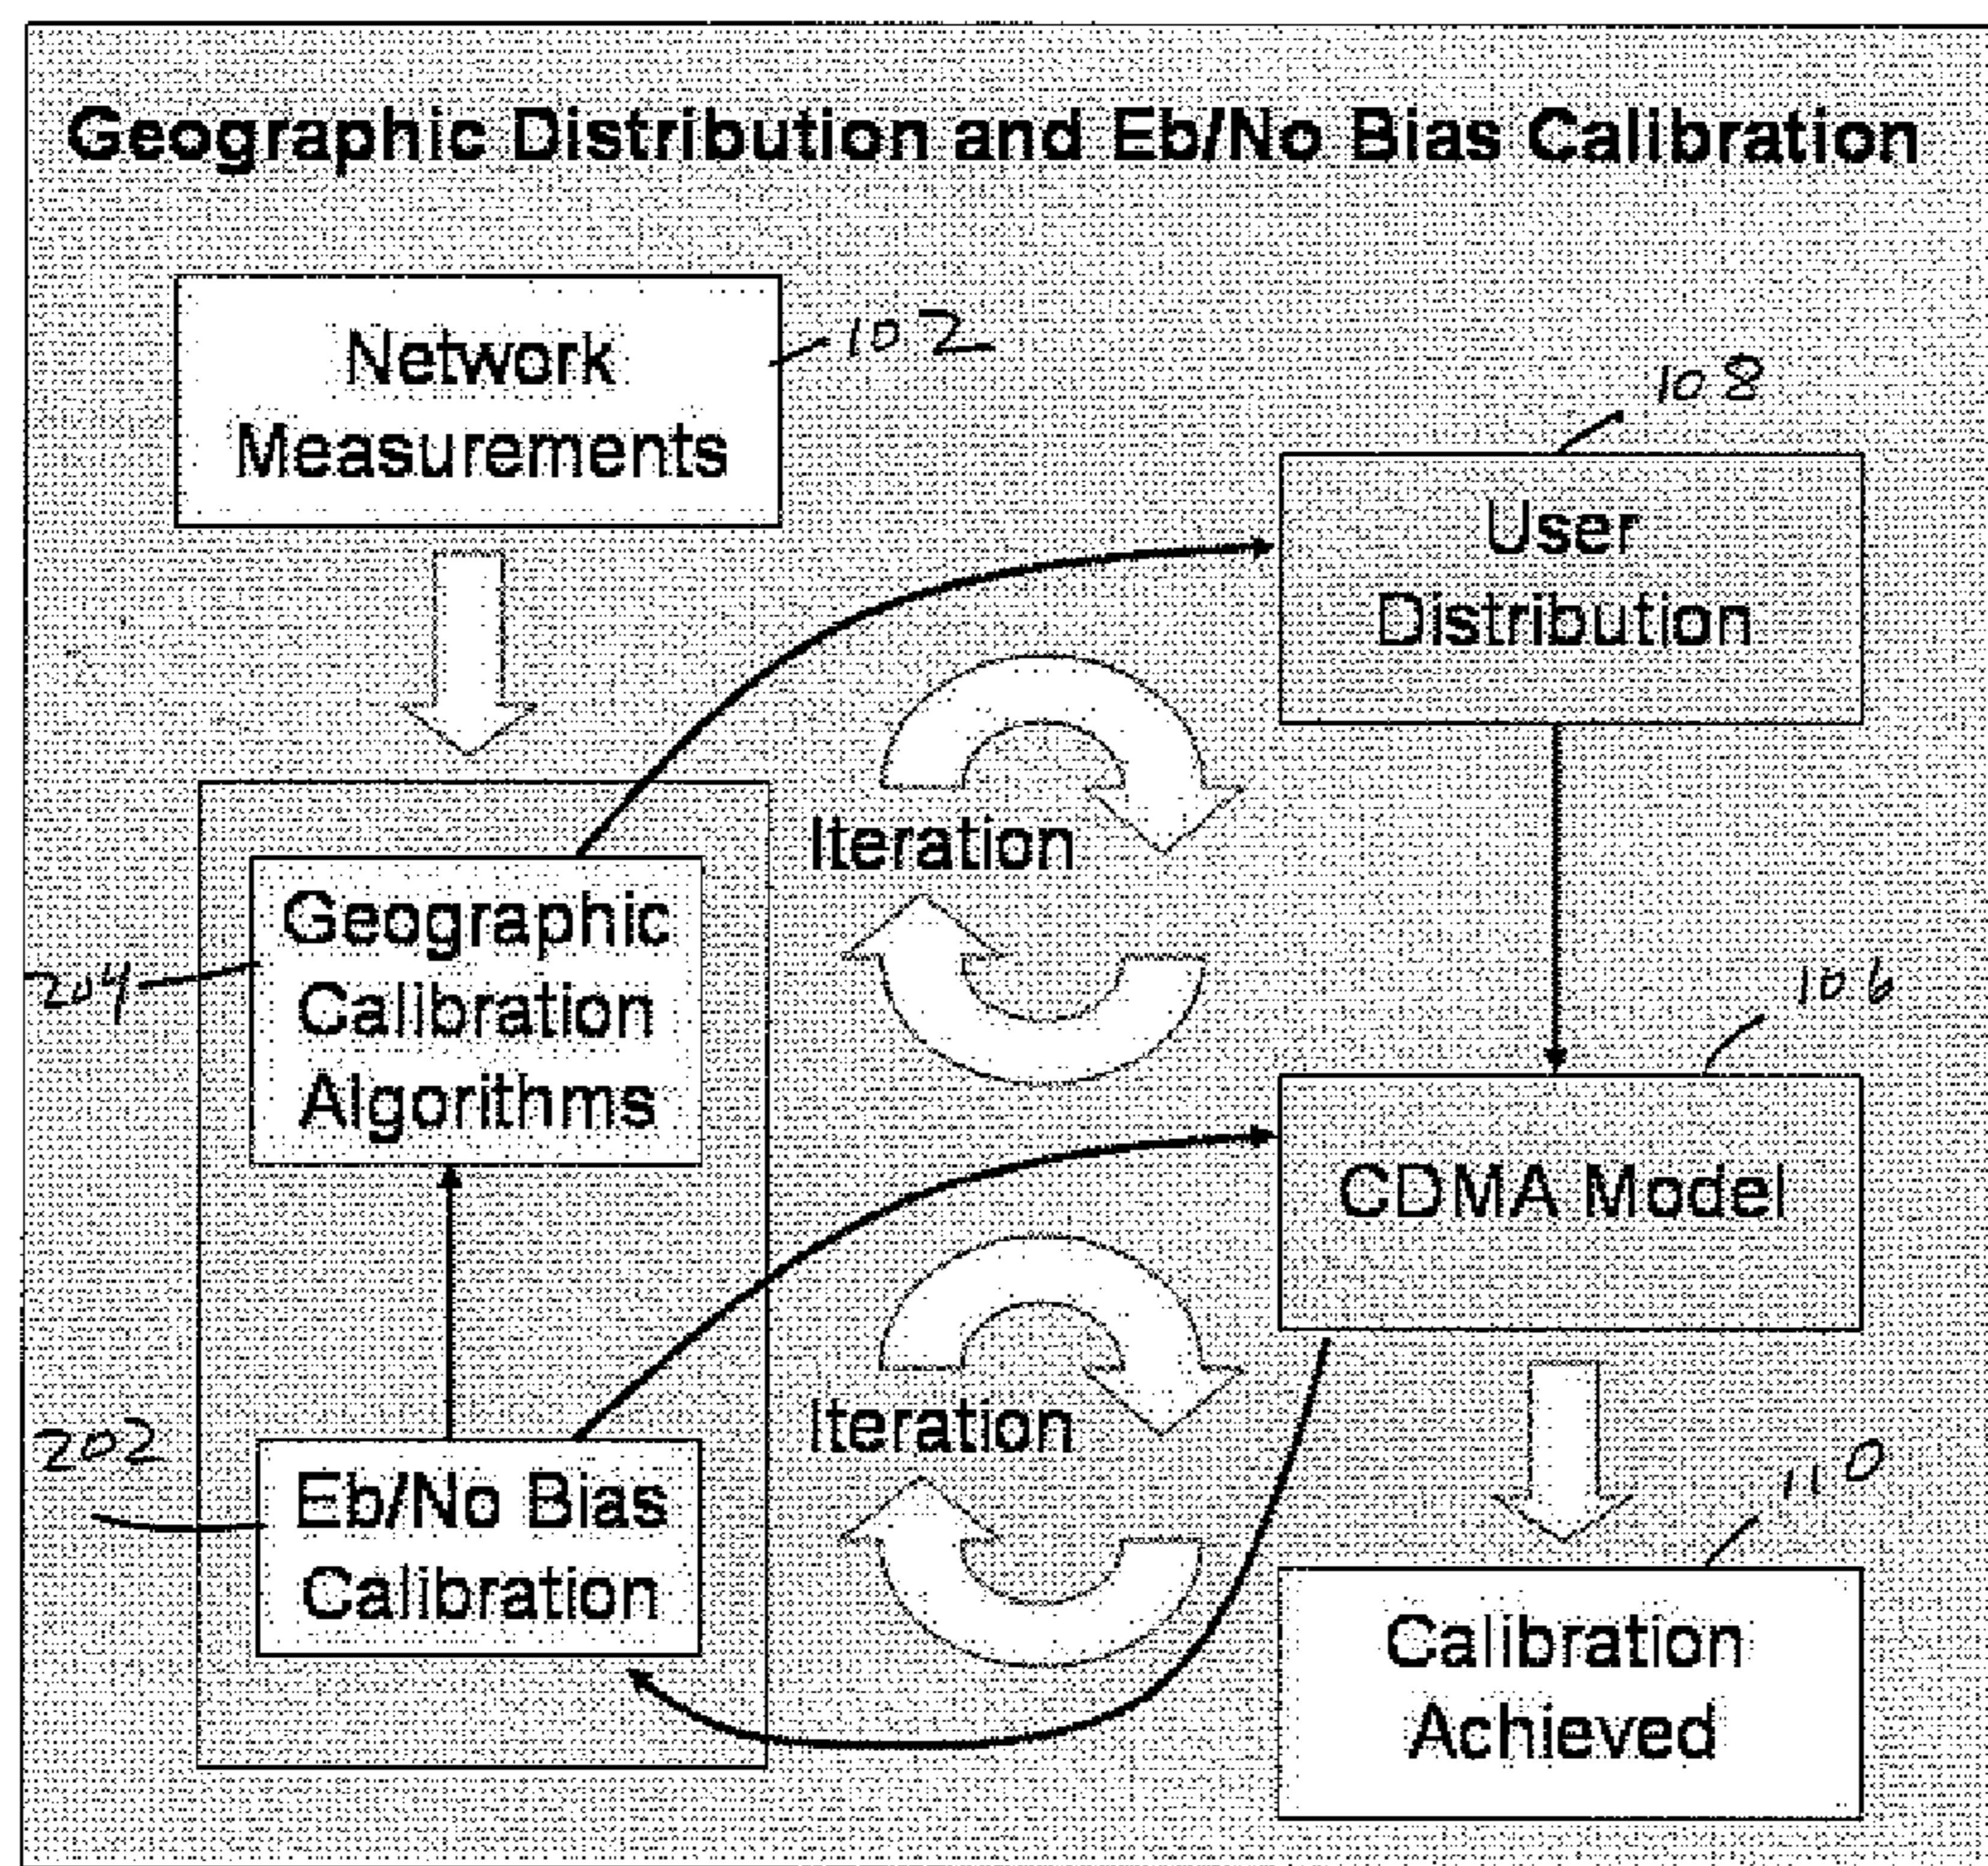 Geographic Distribution and Eb/No Bias Calibration
Network
Measurements
102
108
User
Distribution
Iteration
Geographic
Calibration
Algorithms
204
106
CDMA Model
Iteration
202
Eb/No Bias
Calibration
110
Calibration
Achieved